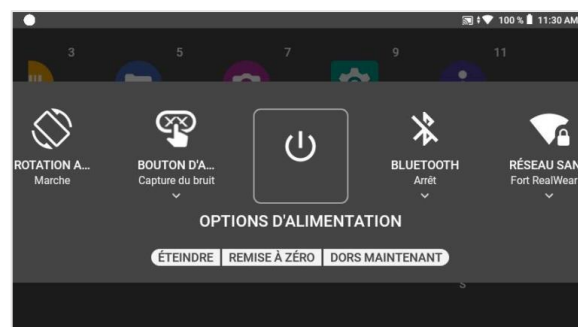 100 % 11:30 AM
3 5 7 9 11
ROTATION A... BOUTON D'A... BLUETOOTH RÉSEAU SAN
Marche Capture du bruit Arrêt Fort RealWear
OPTIONS D'ALIMENTATION
ÉTEINDRE REMISE À ZÉRO DORS MAINTENANT
S